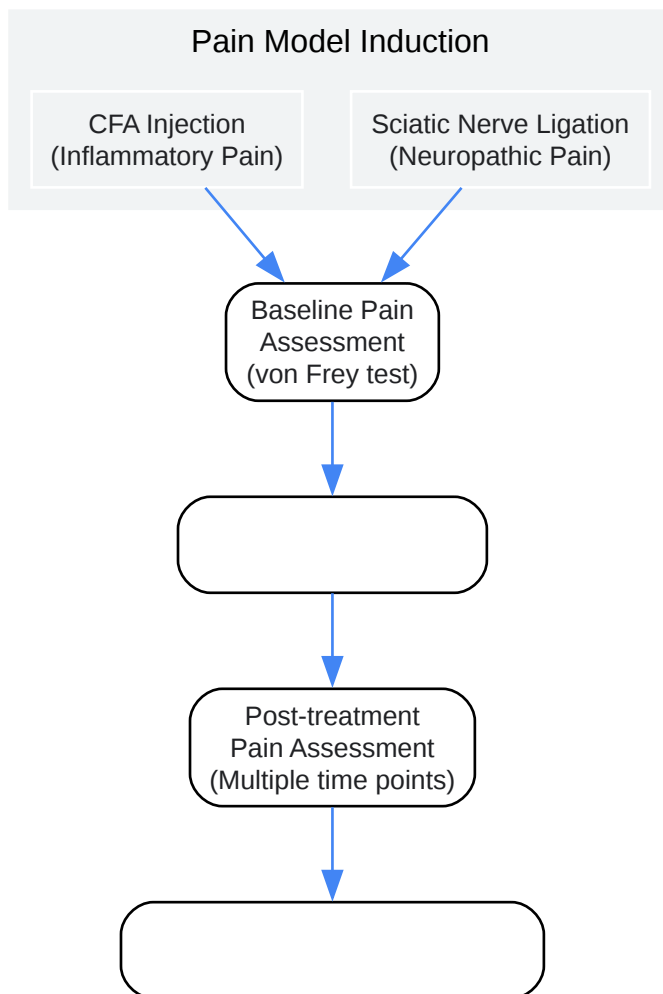 Pain Model Induction
CFA Injection
(Inflammatory Pain)
Sciatic Nerve Ligation
(Neuropathic Pain)
Baseline Pain
Assessment
(von Frey test)
Post-treatment
Pain Assessment
(Multiple time points)